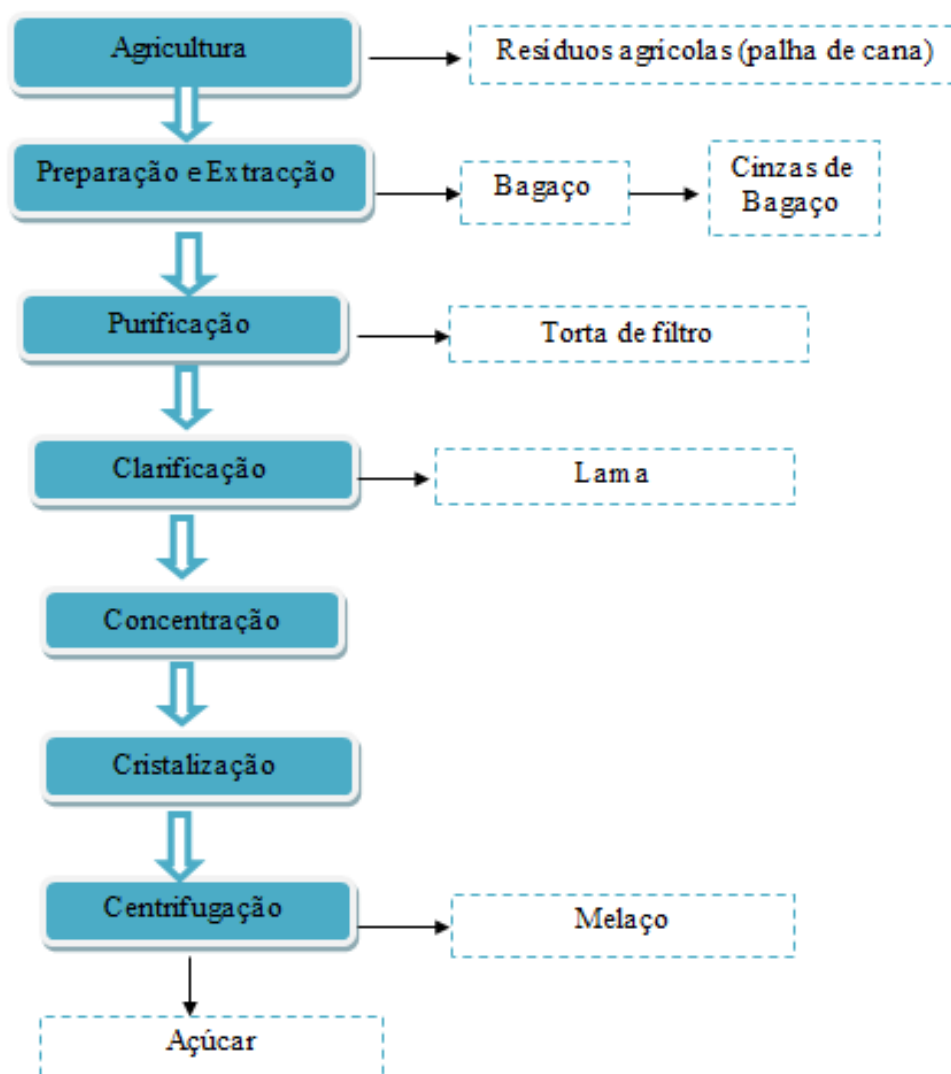 Agricultura
Resíduos agrícolas (palha de cana)
Preparação e Extracção
Bagaço
Cinzas de
Bagaço
Purificação
Torta de filtro
Clarificação
Lama
Concentração
Cristalização
Centrifugação
Melaço
Açúcar